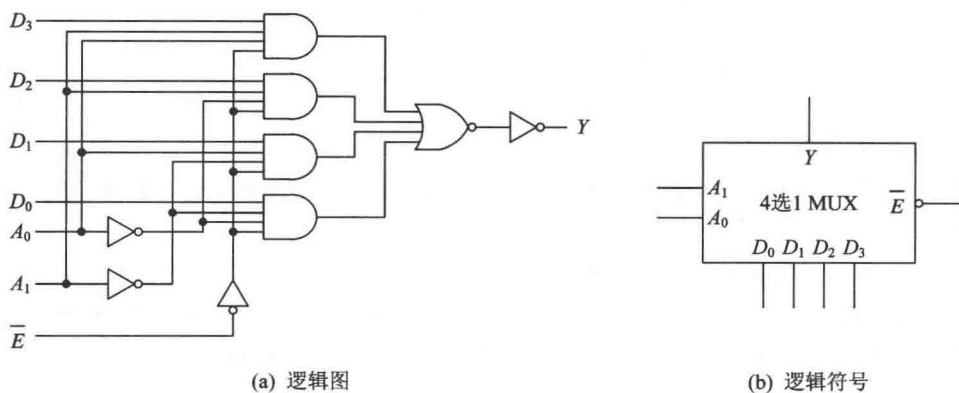 D₃
D₂
D₁
D₀
A₀
A₁
E̅
Y
(a) 逻辑图
Y
A₁
A₀
4选1 MUX
E̅
D₀ D₁ D₂ D₃
(b) 逻辑符号